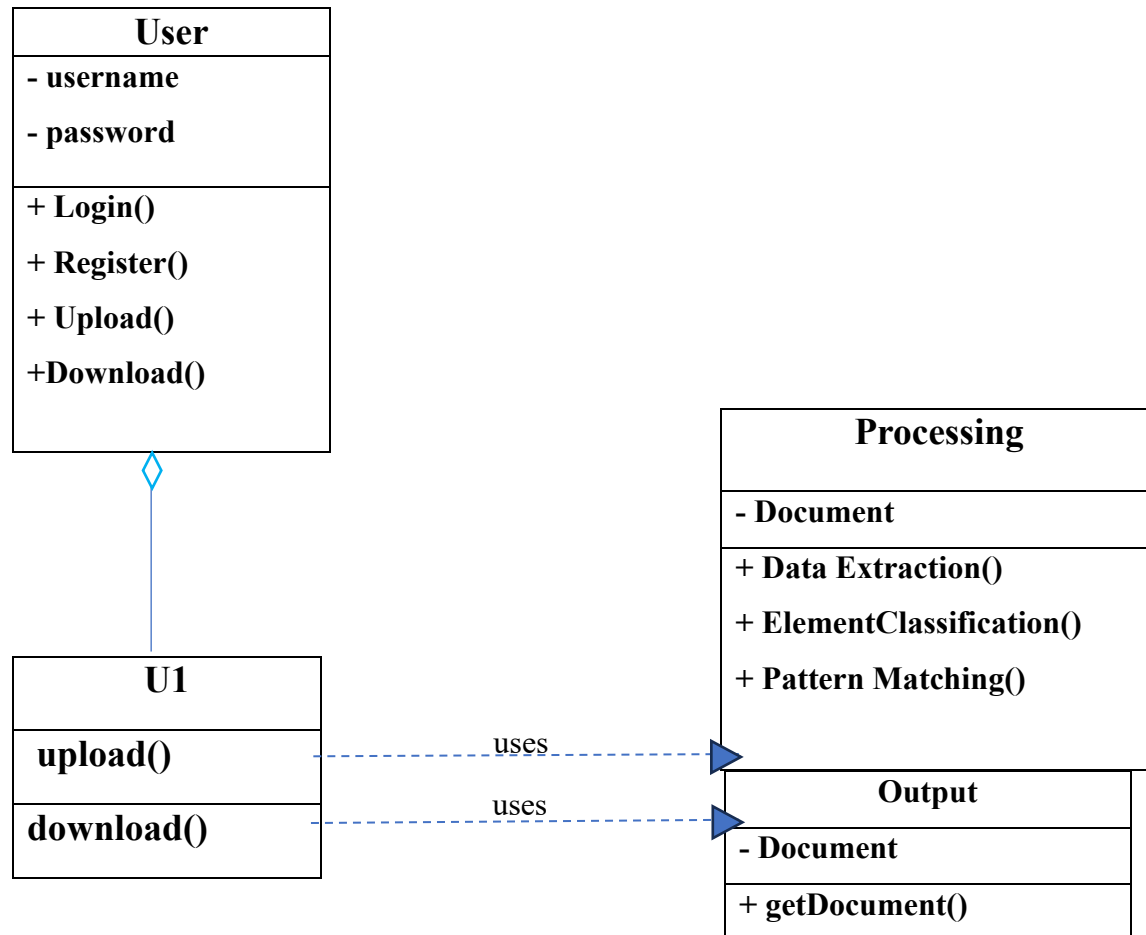 User
- username
- password
+ Login()
+ Register()
+ Upload()
+Download()
U1
upload()
download()
uses
uses
Processing
- Document
+ Data Extraction()
+ ElementClassification()
+ Pattern Matching()
Output
- Document
+ getDocument()